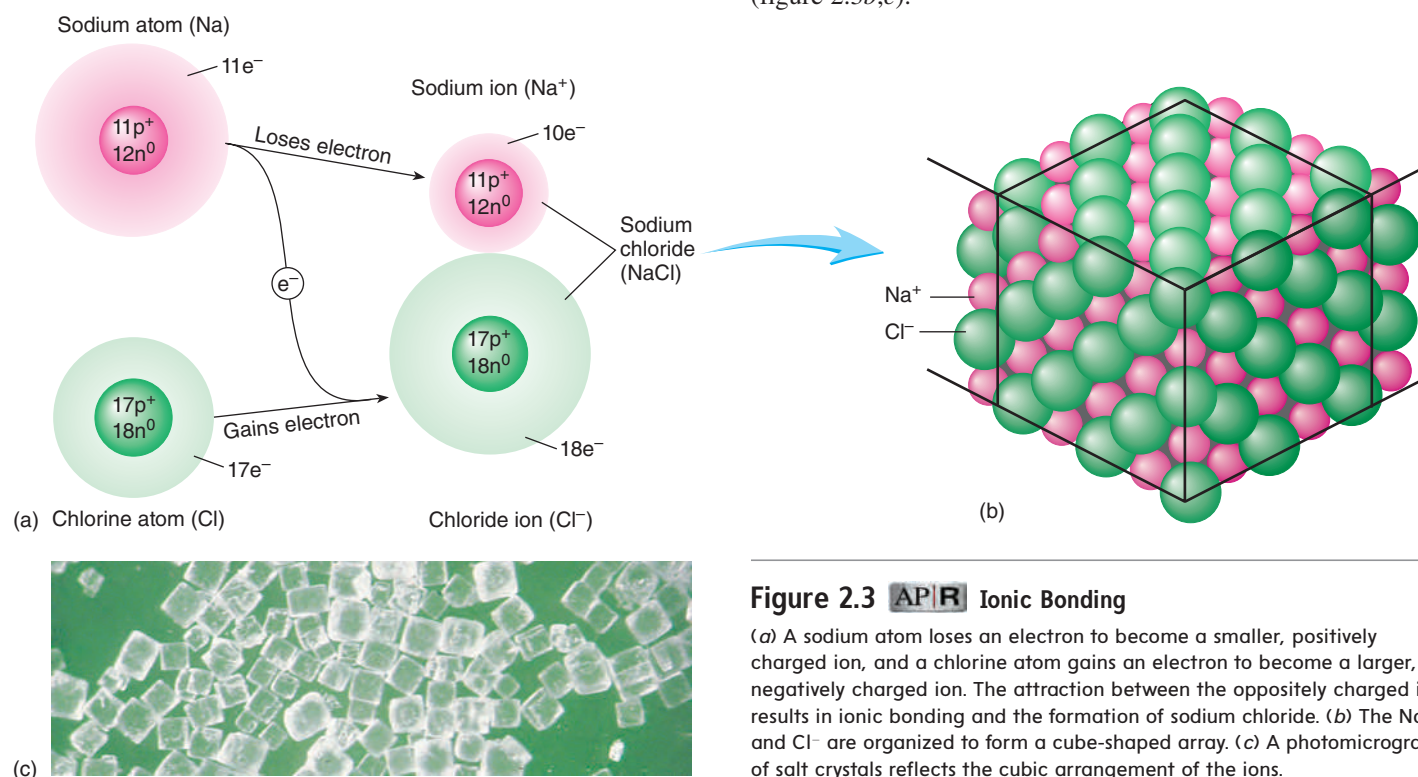 (figure 2.3b,c).
Sodium atom (Na)
11e⁻
11p⁺
12n⁰
Loses electron
Sodium ion (Na⁺)
10e⁻
11p⁺
12n⁰
e⁻
Sodium
chloride
(NaCl)
17p⁺
18n⁰
Gains electron
17e⁻
17p⁺
18n⁰
18e⁻
(a) Chlorine atom (Cl)
Chloride ion (Cl⁻)
Na⁺
Cl⁻
(b)
(c)
Figure 2.3 AP|R Ionic Bonding
(a) A sodium atom loses an electron to become a smaller, positively
charged ion, and a chlorine atom gains an electron to become a larger,
negatively charged ion. The attraction between the oppositely charged
results in ionic bonding and the formation of sodium chloride. (b) The
and Cl⁻ are organized to form a cube-shaped array. (c) A
of salt crystals reflects the cubic arrangement of the ions.